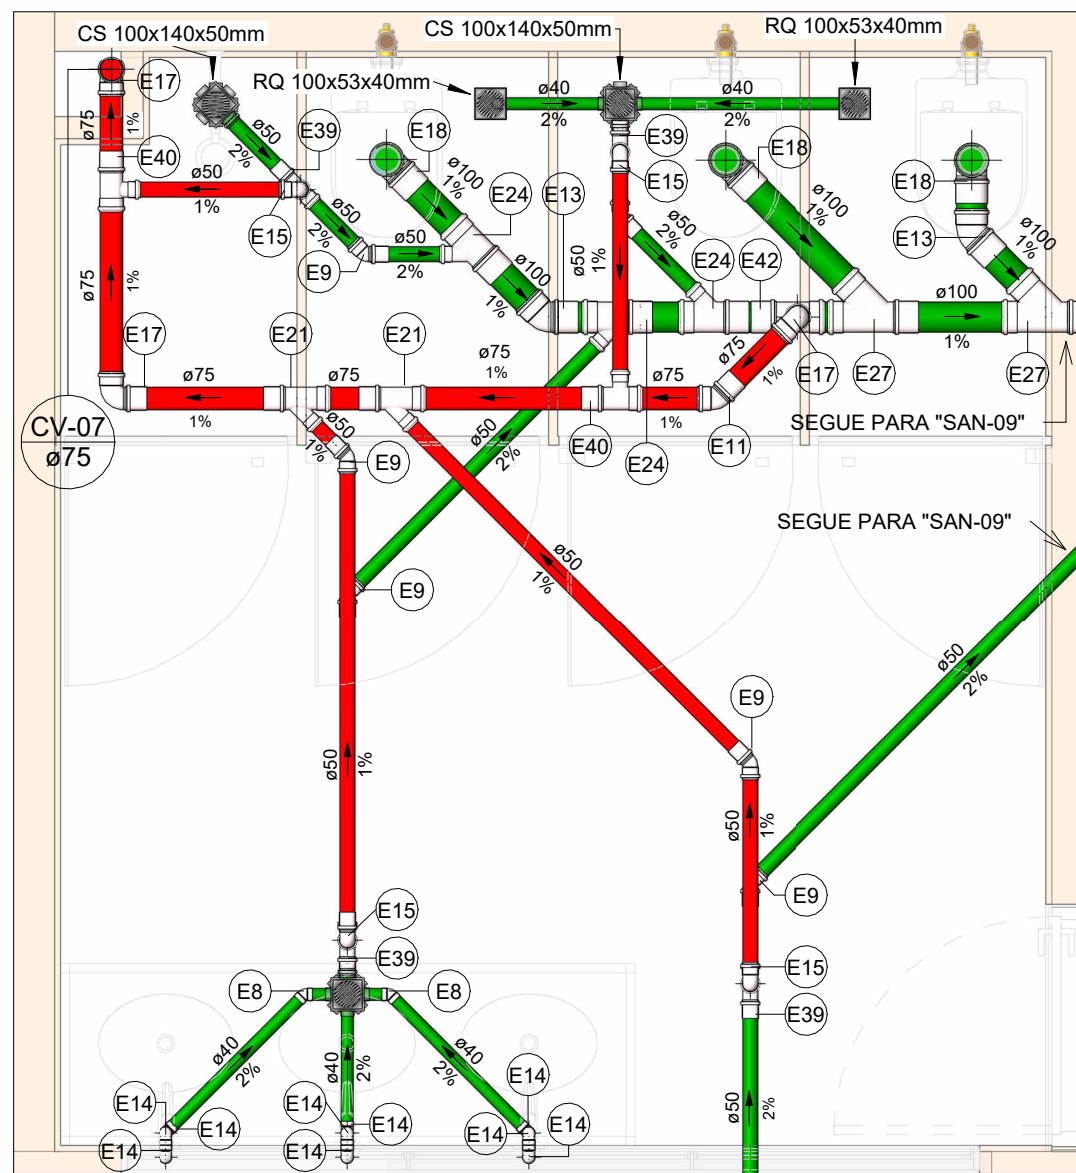 CS 100x140x50mm
CS 100x140x50mm
RQ 100x53x40mm
RQ 100x53x40mm
E17
ø75
1%
ø50
2%
E39
E18
ø40
2%
ø40
2%
E39
E40
ø50
1%
E15
ø100
1%
E24
E13
E15
E18
E18
ø50
2%
E9
ø50
2%
ø100
1%
ø50
1%
ø50
2%
E24
E42
ø100
1%
E13
ø100
1%
ø75
1%
E17
E21
E21
ø75
1%
E17
E27
ø100
1%
E27
ø75
1%
ø75
ø75
1%
ø75
1%
E11
E40
E24
SEGUE PARA "SAN-09"
CV-07
ø75
ø50
1%
E9
ø50
2%
SEGUE PARA "SAN-09"
ø50
1%
E9
ø50
2%
E9
ø50
1%
ø50
1%
E9
E15
E39
E15
E39
E8
E8
ø40
2%
ø40
2%
ø40
2%
E14
E14
E14
E14
E14
E14
E14
E14
E14
E14
ø50
2%